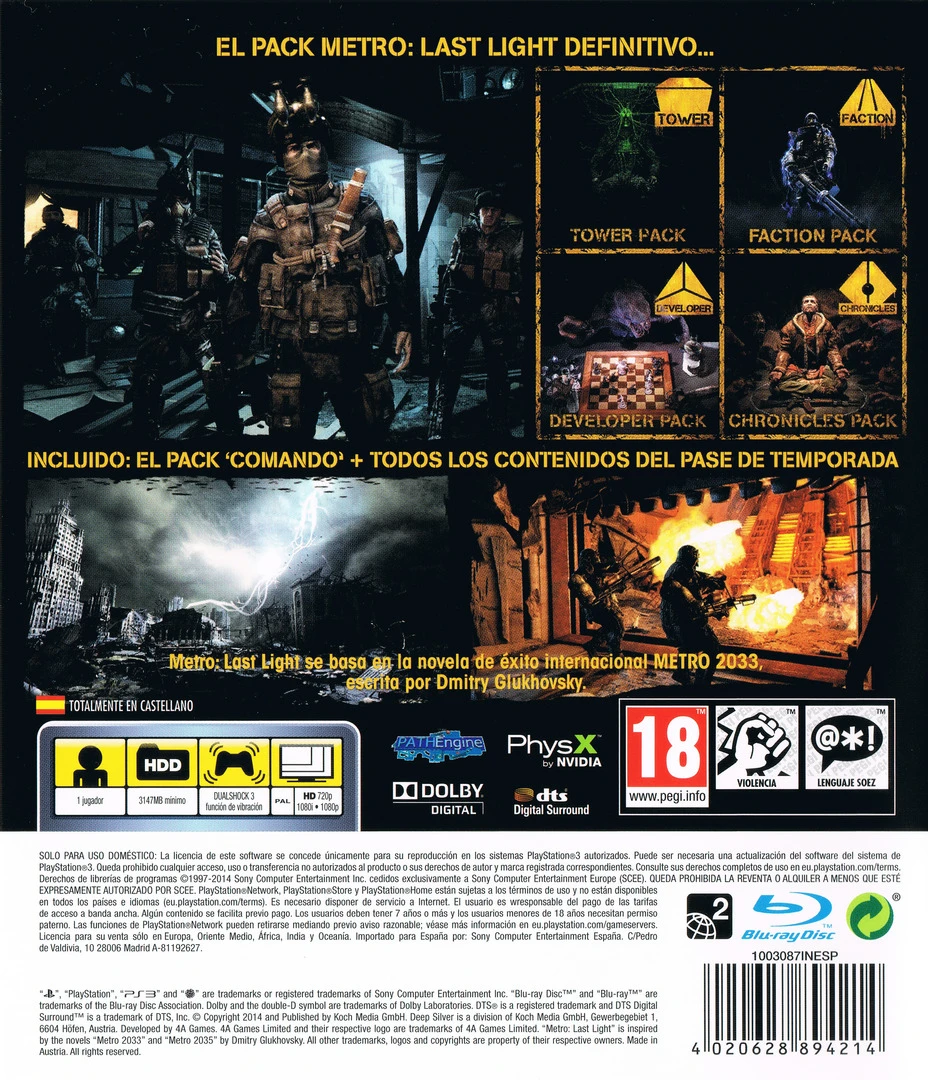 EL PACK METRO: LAST LIGHT DEFINITIVO...
TOWER
FACTION
TOWER PACK
FACTION PACK
DEVELOPER
CHRONICLES
DEVELOPER PACK
CHRONICLES PACK
INCLUIDO: EL PACK ‘COMANDO’ + TODOS LOS CONTENIDOS DEL PASE DE TEMPORADA
Metro: Last Light se basa en la novela de éxito internacional METRO 2033,
escrita por Dmitry Glukhovsky.
TOTALMENTE EN CASTELLANO
HDD
1 jugador
3147MB mínimo
DUALSHOCK 3
función de vibración
PAL
HD 720p
1080i • 1080p
PATHEngine
PhysX™
by NVIDIA
DOLBY
DIGITAL
dts
Digital Surround
18
www.pegi.info
VIOLENCIA
@*!
LENGUAJE SOEZ
SOLO PARA USO DOMÉSTICO: La licencia de este software se concede únicamente para su reproducción en los sistemas PlayStation®3 autorizados. Puede ser necesaria una actualización del software del sistema de
PlayStation®3. Queda prohibido cualquier acceso, uso o transferencia no autorizados al producto o sus derechos de autor y marca registrada correspondientes. Consulte sus derechos completos de uso en eu.playstation.com/terms.
Derechos de librerías de programas ©1997-2014 Sony Computer Entertainment Inc. cedidos exclusivamente a Sony Computer Entertainment Europe (SCEE). QUEDA PROHIBIDA LA REVENTA O ALQUILER A MENOS QUE ESTÉ
EXPRESAMENTE AUTORIZADO POR SCEE. PlayStation®Network, PlayStation®Store y PlayStation®Home están sujetas a los términos de uso y no están disponibles
en todos los países e idiomas (eu.playstation.com/terms). Es necesario disponer de servicio a Internet. El usuario es wresponsable del pago de las tarifas
de acceso a banda ancha. Algún contenido se facilita previo pago. Los usuarios deben tener 7 años o más y los usuarios menores de 18 años necesitan permiso
paterno. Las funciones de PlayStation®Network pueden retirarse mediando previo aviso razonable; véase más información en eu.playstation.com/gameservers.
Licencia para su venta sólo en Europa, Oriente Medio, África, India y Oceanía. Importado para España por: Sony Computer Entertainment España. C/Pedro
de Valdivia, 10 28006 Madrid A-81192627.
2
Blu-ray Disc™
®
1003087INESP
“”, “PlayStation”, “PS3” and “” are trademarks or registered trademarks of Sony Computer Entertainment Inc. “Blu-ray Disc™” and “Blu-ray™” are
trademarks of the Blu-ray Disc Association. Dolby and the double-D symbol are trademarks of Dolby Laboratories. DTS® is a registered trademark and DTS Digital
Surround™ is a trademark of DTS, Inc. © Copyright 2014 and Published by Koch Media GmbH. Deep Silver is a division of Koch Media GmbH, Gewerbegebiet 1,
6604 Höfen, Austria. Developed by 4A Games. 4A Games Limited and their respective logo are trademarks of 4A Games Limited. “Metro: Last Light” is inspired
by the novels “Metro 2033” and “Metro 2035” by Dmitry Glukhovsky. All other trademarks, logos and copyrights are property of their respective owners. Made in
Austria. All rights reserved.
4 020628 894214